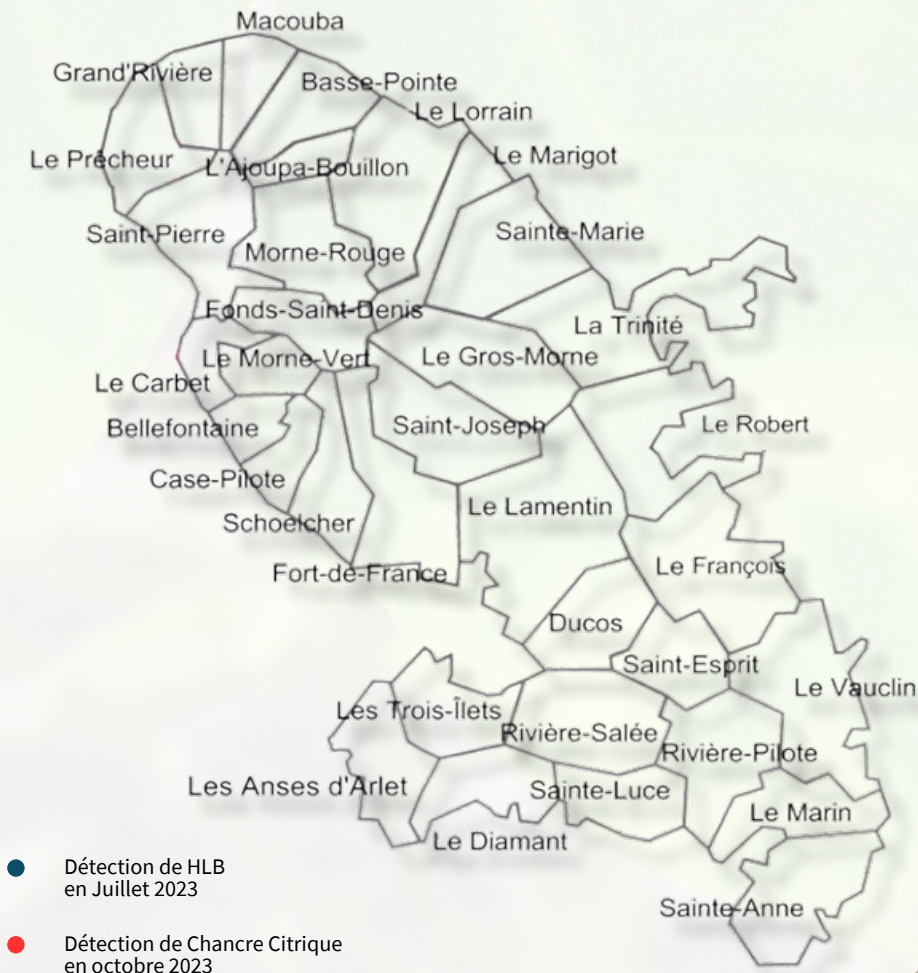 Macouba
Grand'Rivière
Basse-Pointe
Le Lorrain
Le Prêcheur
L'Ajoupa-Bouillon
Le Marigot
Saint-Pierre
Morne-Rouge
Sainte-Marie
Fonds-Saint-Denis
La Trinité
Le Morne-Vert
Le Gros-Morne
Le Carbet
Bellefontaine
Saint-Joseph
Le Robert
Case-Pilote
Schoelcher
Le Lamentin
Fort-de-France
Le François
Ducos
Saint-Esprit
Le Vauclin
Les Trois-Îlets
Rivière-Salée
Rivière-Pilote
Les Anses d'Arlet
Sainte-Luce
Le Marin
Le Diamant
Sainte-Anne
Détection de HLB
en Juillet 2023
Détection de Chancre Citrique
en octobre 2023